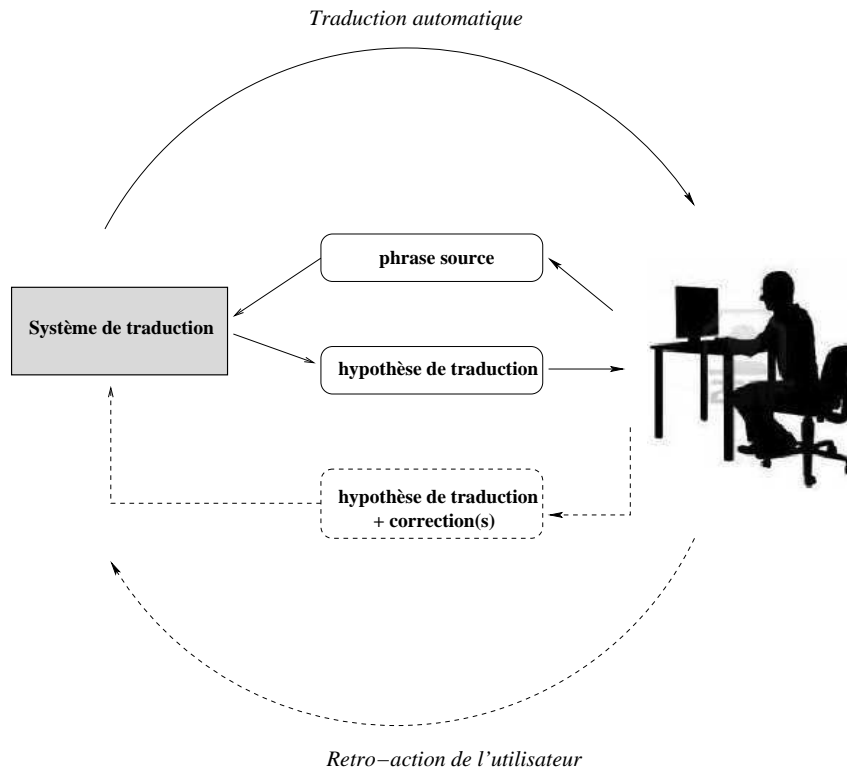 Traduction automatique
phrase source
Système de traduction
hypothèse de traduction
hypothèse de traduction
+ correction(s)
Retro−action de l'utilisateur